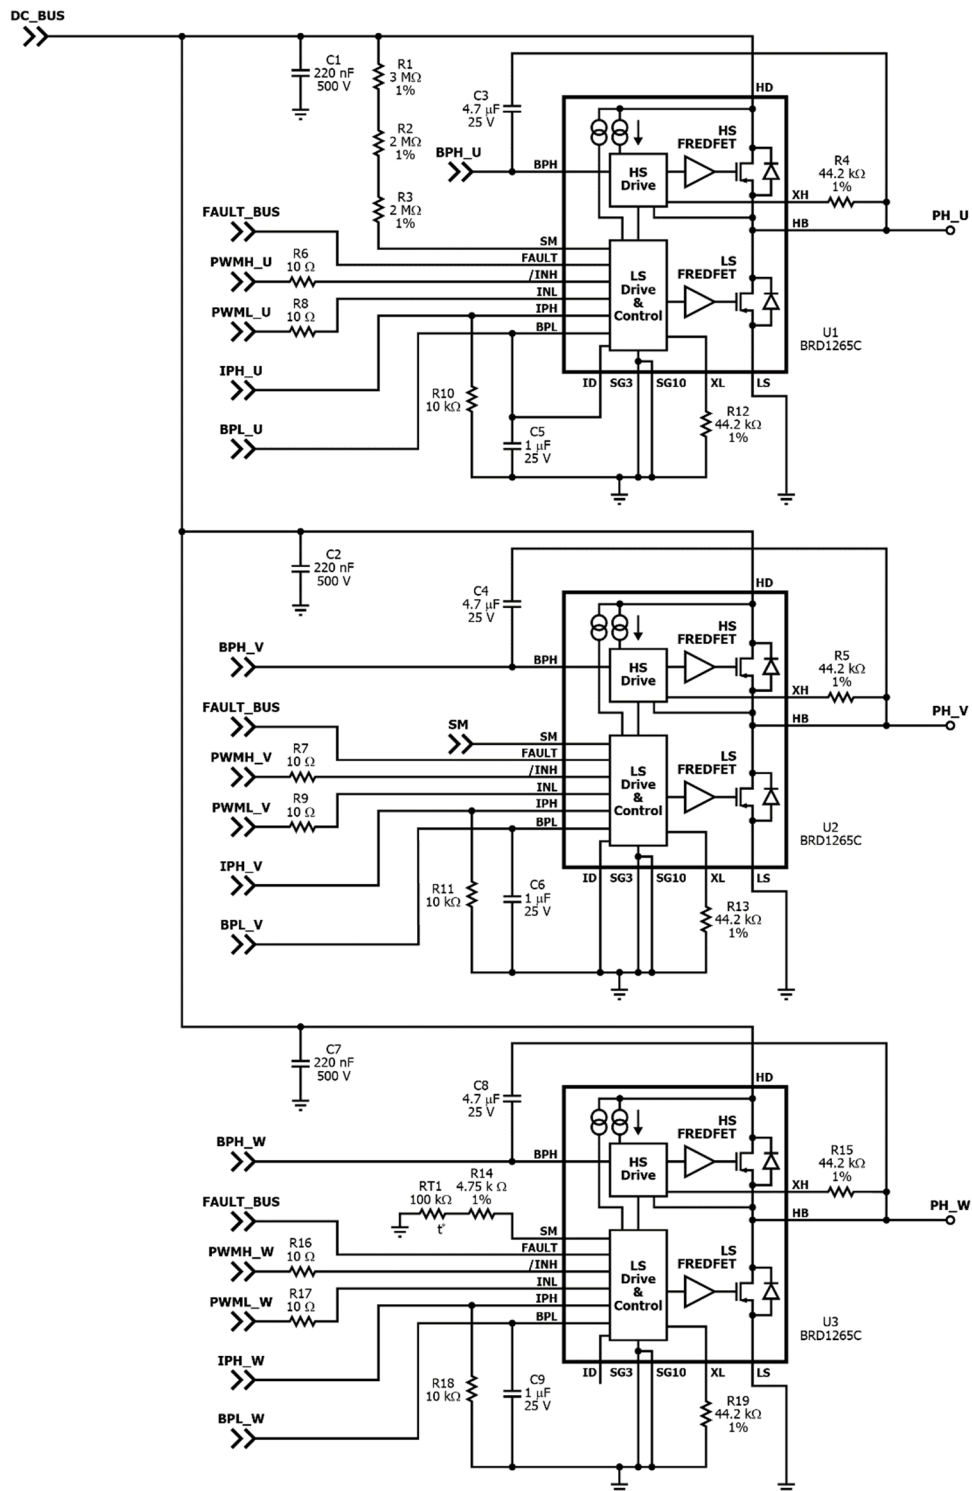 DC_BUS
C1
220 nF
500 V
R1
3 MΩ
1%
R2
2 MΩ
1%
R3
2 MΩ
1%
C3
4.7 µF
25 V
BPH_U
BPH
HD
HS
FREDFET
HS
Drive
R4
44.2 kΩ
1%
XH
HB
PH_U
FAULT_BUS
PWMH_U
R6
10 Ω
PWML_U
R8
10 Ω
IPH_U
BPL_U
SM
FAULT
/INH
INL
IPH
BPL
LS
Drive
&
Control
LS
FREDFET
U1
BRD1265C
ID
SG3
SG10
XL
LS
R10
10 kΩ
C5
1 µF
25 V
R12
44.2 kΩ
1%
C2
220 nF
500 V
C4
4.7 µF
25 V
BPH_V
BPH
HD
HS
FREDFET
HS
Drive
R5
44.2 kΩ
1%
XH
HB
PH_V
FAULT_BUS
SM
PWMH_V
R7
10 Ω
PWML_V
R9
10 Ω
IPH_V
BPL_V
SM
FAULT
/INH
INL
IPH
BPL
LS
Drive
&
Control
LS
FREDFET
U2
BRD1265C
ID
SG3
SG10
XL
LS
R11
10 kΩ
C6
1 µF
25 V
R13
44.2 kΩ
1%
C7
220 nF
500 V
C8
4.7 µF
25 V
BPH_W
BPH
HD
HS
FREDFET
HS
Drive
R15
44.2 kΩ
1%
XH
HB
PH_W
RT1
100 kΩ
t°
R14
4.75 k Ω
1%
FAULT_BUS
PWMH_W
R16
10 Ω
PWML_W
R17
10 Ω
IPH_W
BPL_W
SM
FAULT
/INH
INL
IPH
BPL
LS
Drive
&
Control
LS
FREDFET
U3
BRD1265C
ID
SG3
SG10
XL
LS
R18
10 kΩ
C9
1 µF
25 V
R19
44.2 kΩ
1%